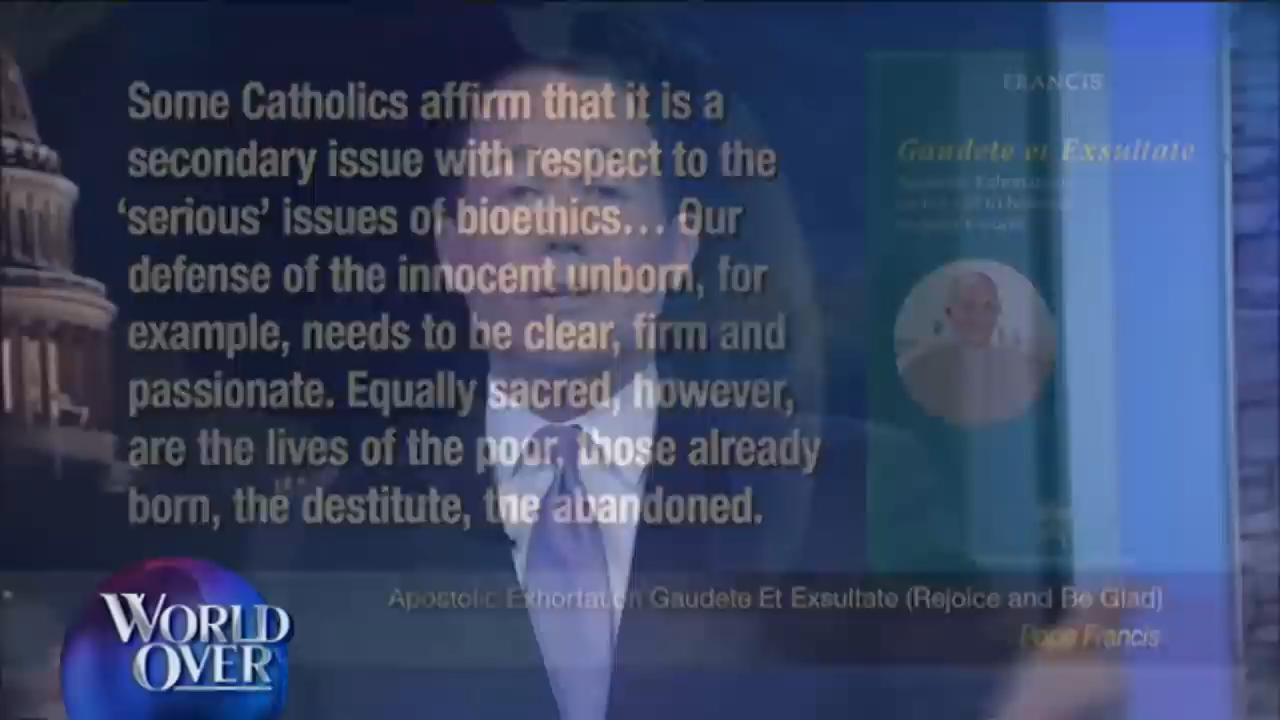 FRANCIS
Gaudete et Exsultate
Some Catholics affirm that it is a
secondary issue with respect to the
‘serious’ issues of bioethics... Our
defense of the innocent unborn, for
example, needs to be clear, firm and
passionate. Equally sacred, however,
are the lives of the poor, those already
born, the destitute, the abandoned.
Apostolic Exhortation Gaudete Et Exsultate (Rejoice and Be Glad)
Pope Francis
WORLD
OVER